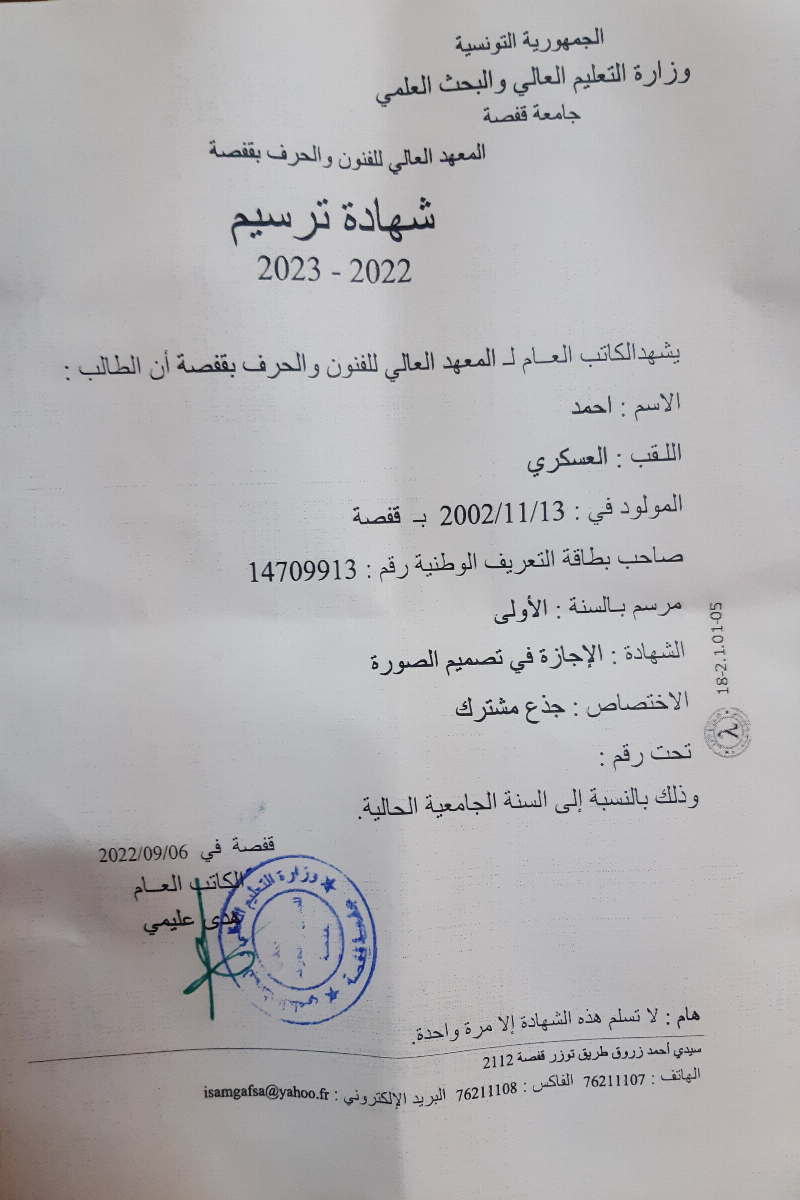 الجمهورية التونسية
وزارة التعليم العالي والبحث العلمي
جامعة قفصة
المعهد العالي للفنون والحرف بقفصة
شهادة ترسيم
2022 - 2023
يشهدالكاتب العـام لـ المعهد العالي للفنون والحرف بقفصة أن الطالب :
الاسم : احمد
اللـقب : العسكري
المولود في : 2002/11/13 بـ قفصة
صاحب بطاقة التعريف الوطنية رقم : 14709913
مرسم بـالسنة : الأولى
الشهادة : الإجازة في تصميم الصورة
الاختصاص : جذع مشترك
تحت رقم :
وذلك بالنسبة إلى السنة الجامعية الحالية.
18-2.1.01-05
λ
قفصة في 2022/09/06
الكاتب العـام
هدى عليمي
وزارة التعليم العالي
جامعة قفصة
قفصة
هام : لا تسلم هذه الشهادة إلا مرة واحدة.
سيدي أحمد زروق طريق توزر قفصة 2112
الهاتف : 76211107 الفاكس : 76211108 البريد الإلكتروني : isamgafsa@yahoo.fr